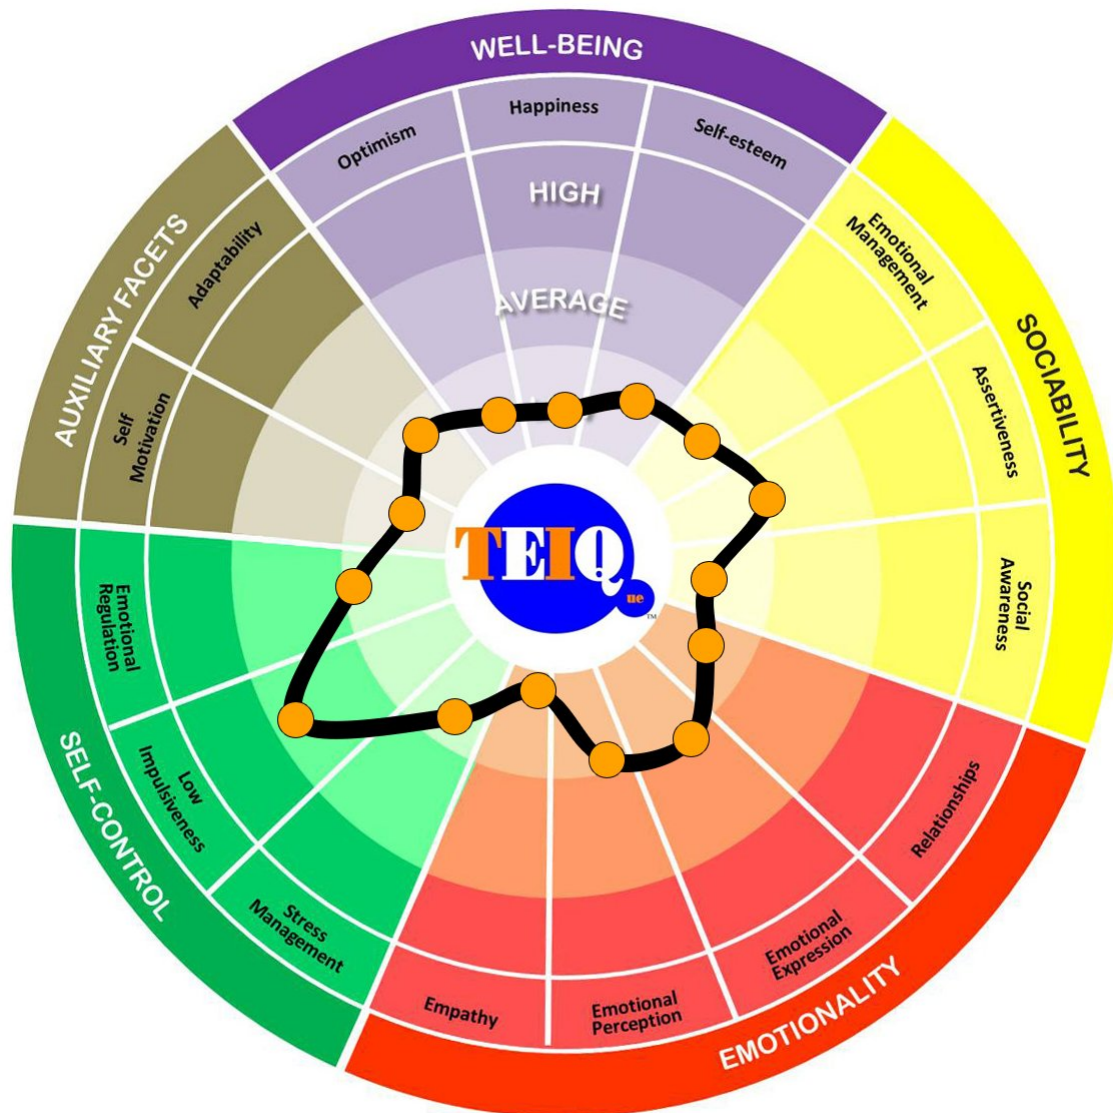 WELL-BEING
Optimism
Happiness
Self-esteem
HIGH
AVERAGE
SOCIABILITY
Emotional
Management
Assertiveness
Social
Awareness
EMOTIONALITY
Relationships
Emotional
Expression
Emotional
Perception
Empathy
SELF-CONTROL
Stress
Management
Low
Impulsiveness
Emotional
Regulation
AUXILIARY FACETS
Self
Motivation
Adaptability
TEIQue™